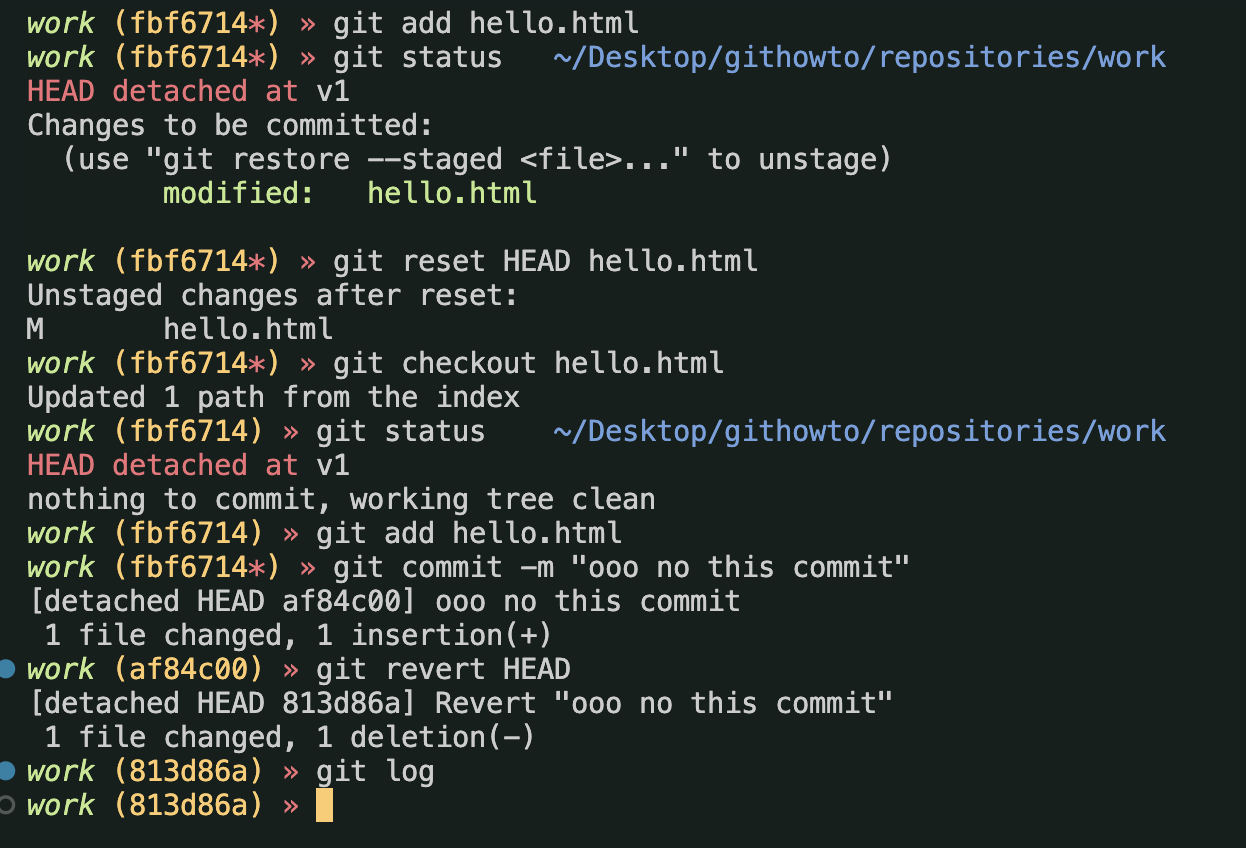 work (fbf6714*) » git add hello.html
work (fbf6714*) » git status   ~/Desktop/githowto/repositories/work
HEAD detached at v1
Changes to be committed:
  (use "git restore --staged <file>..." to unstage)
        modified:   hello.html

work (fbf6714*) » git reset HEAD hello.html
Unstaged changes after reset:
M       hello.html
work (fbf6714*) » git checkout hello.html
Updated 1 path from the index
work (fbf6714) » git status    ~/Desktop/githowto/repositories/work
HEAD detached at v1
nothing to commit, working tree clean
work (fbf6714) » git add hello.html
work (fbf6714*) » git commit -m "ooo no this commit"
[detached HEAD af84c00] ooo no this commit
 1 file changed, 1 insertion(+)
work (af84c00) » git revert HEAD
[detached HEAD 813d86a] Revert "ooo no this commit"
 1 file changed, 1 deletion(-)
work (813d86a) » git log
work (813d86a) »